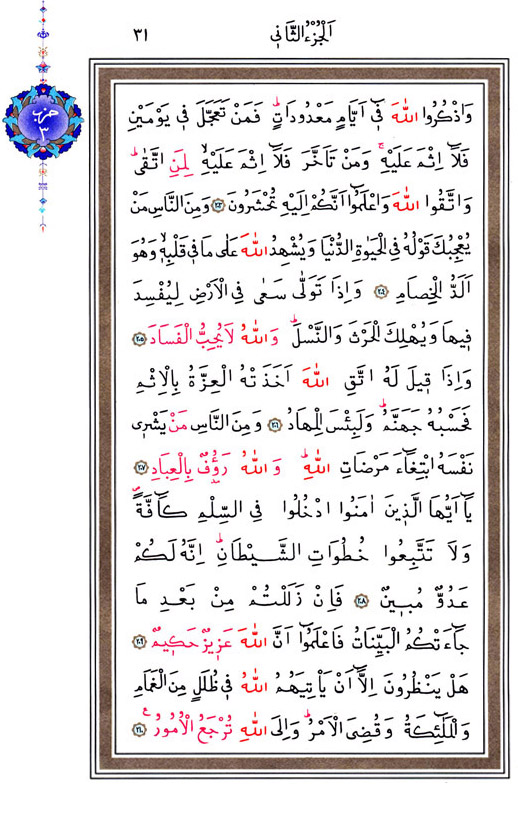 اَلْجُزْءُ الثَّانِي
٣١
حزب
٣
وَاذْكُرُوا اللّٰهَ فِٓي اَيَّامٍ مَعْدُودَاتٍۜ فَمَنْ تَعَجَّلَ فِي يَوْمَيْنِ
فَلَٓا اِثْمَ عَلَيْهِۚ وَمَنْ تَاَخَّرَ فَلَٓا اِثْمَ عَلَيْهِۙ لِمَنِ اتَّقٰىۜ
وَاتَّقُوا اللّٰهَ وَاعْلَمُٓوا اَنَّكُمْ اِلَيْهِ تُحْشَرُونَ ﴿٢٠٣﴾ وَمِنَ النَّاسِ مَنْ
يُعْجِبُكَ قَوْلُهُ فِي الْحَيٰوةِ الدُّنْيَا وَيُشْهِدُ اللّٰهَ عَلٰى مَا فِي قَلْبِهِۙ وَهُوَ
اَلَدُّ الْخِصَامِ ﴿٢٠٤﴾ وَاِذَا تَوَلّٰى سَعٰى فِي الْاَرْضِ لِيُفْسِدَ
فِيهَا وَيُهْلِكَ الْحَرْثَ وَالنَّسْلَۜ وَاللّٰهُ لَا يُحِبُّ الْفَسَادَ ﴿٢٠٥﴾
وَاِذَا قِيلَ لَهُ اتَّقِ اللّٰهَ اَخَذَتْهُ الْعِزَّةُ بِالْاِثْمِ
فَحَسْبُهُ جَهَنَّمُۜ وَلَبِئْسَ الْمِهَادُ ﴿٢٠٦﴾ وَمِنَ النَّاسِ مَنْ يَشْرِي
نَفْسَهُ ابْتِغَٓاءَ مَرْضَاتِ اللّٰهِۜ وَاللّٰهُ رَؤُ۫فٌ بِالْعِبَادِ ﴿٢٠٧﴾
يَٓا اَيُّهَا الَّذِينَ اٰمَنُوا ادْخُلُوا فِي السِّلْمِ كَٓافَّةًۖ
وَلَا تَتَّبِعُوا خُطُوَاتِ الشَّيْطَانِۜ اِنَّهُ لَكُمْ
عَدُوٌّ مُبِينٌ ﴿٢٠٨﴾ فَاِنْ زَلَلْتُمْ مِنْ بَعْدِ مَا
جَٓاءَتْكُمُ الْبَيِّنَاتُ فَاعْلَمُٓوا اَنَّ اللّٰهَ عَزِيزٌ حَكِيمٌ ﴿٢٠٩﴾
هَلْ يَنْظُرُونَ اِلَّٓا اَنْ يَاْتِيَهُمُ اللّٰهُ فِي ظُلَلٍ مِنَ الْغَمَامِ
وَالْمَلٰٓئِكَةُ وَقُضِيَ الْاَمْرُۜ وَاِلَى اللّٰهِ تُرْجَعُ الْاُمُورُ۟ ﴿٢١٠﴾